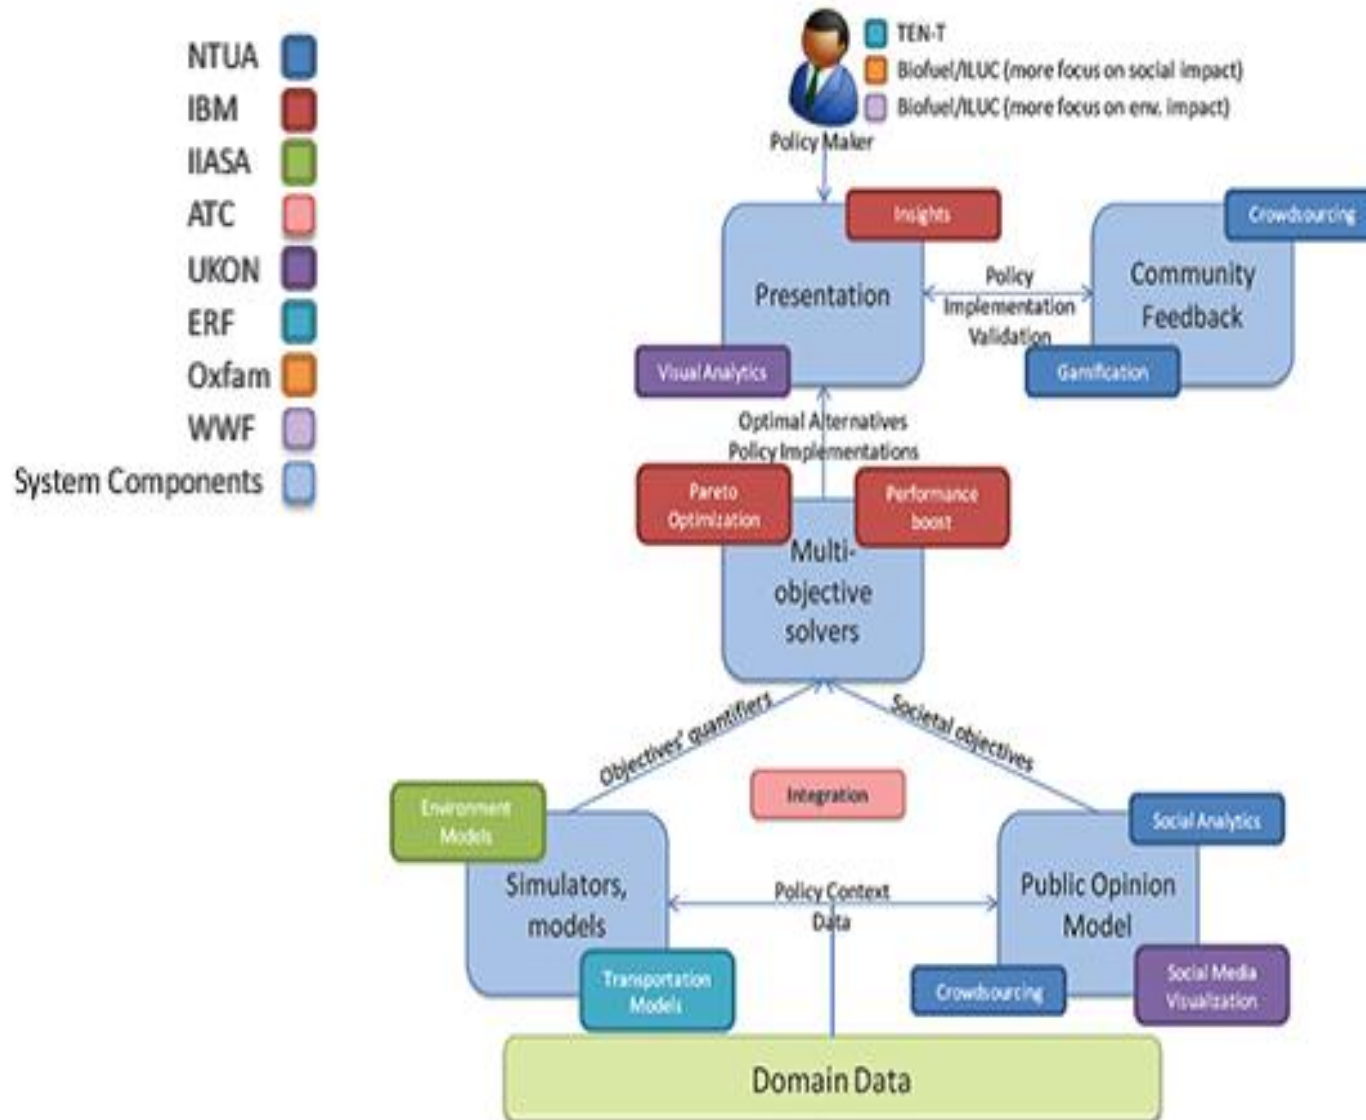 NTUA
IBM
IIASA
ATC
UKON
ERF
Oxfam
WWF
System Components
TEN-T
Biofuel/ILUC (more focus on social impact)
Biofuel/ILUC (more focus on env. impact)
Policy Maker
Insights
Crowdsourcing
Presentation
Policy
Implementation
Validation
Community
Feedback
Visual Analytics
Gamification
Optimal Alternatives
Policy Implementations
Pareto
Optimization
Performance
boost
Multi-
objective
solvers
Objectives' quantifiers
Societal objectives
Integration
Environment
Models
Social Analytics
Simulators,
models
Policy Context
Data
Public Opinion
Model
Transportation
Models
Crowdsourcing
Social Media
Visualization
Domain Data